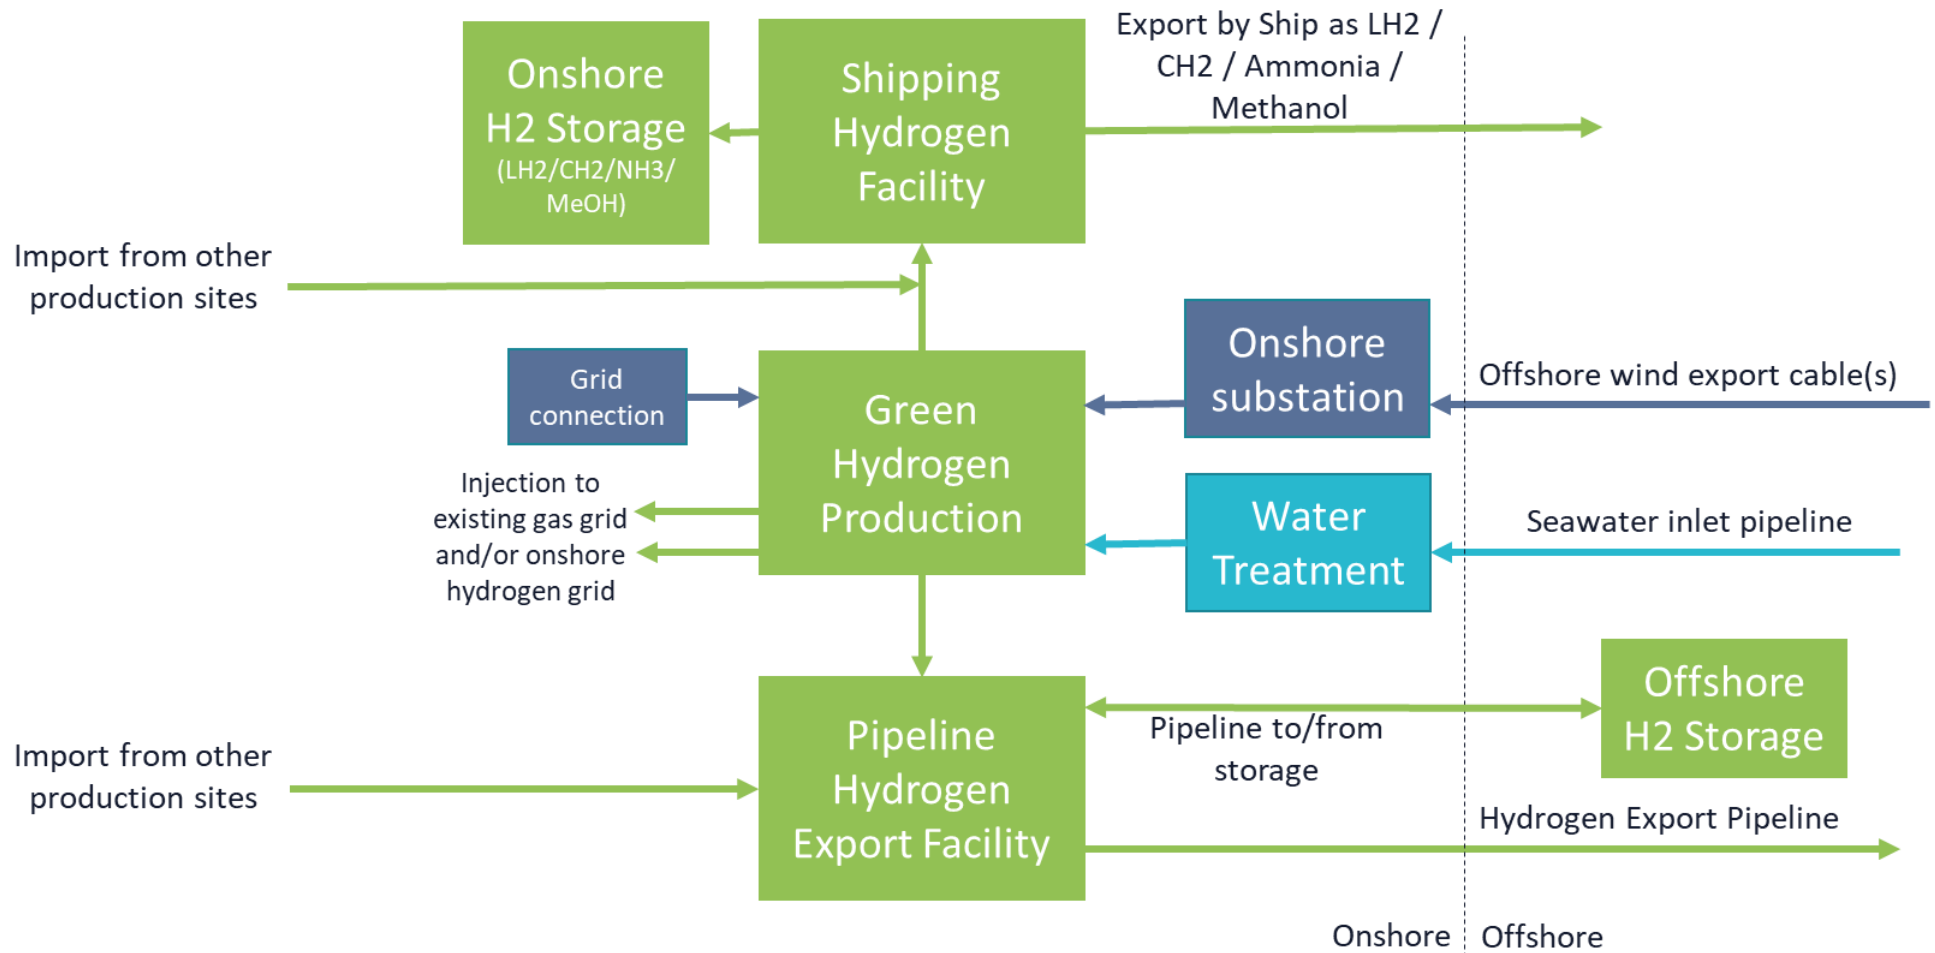 Export by Ship as LH2 /
CH2 / Ammonia /
Methanol
Onshore
H2 Storage
(LH2/CH2/NH3/
MeOH)
Shipping
Hydrogen
Facility
Import from other
production sites
Grid
connection
Green
Hydrogen
Production
Onshore
substation
Offshore wind export cable(s)
Injection to
existing gas grid
and/or onshore
hydrogen grid
Water
Treatment
Seawater inlet pipeline
Offshore
H2 Storage
Pipeline to/from
storage
Import from other
production sites
Pipeline
Hydrogen
Export Facility
Hydrogen Export Pipeline
Onshore
Offshore